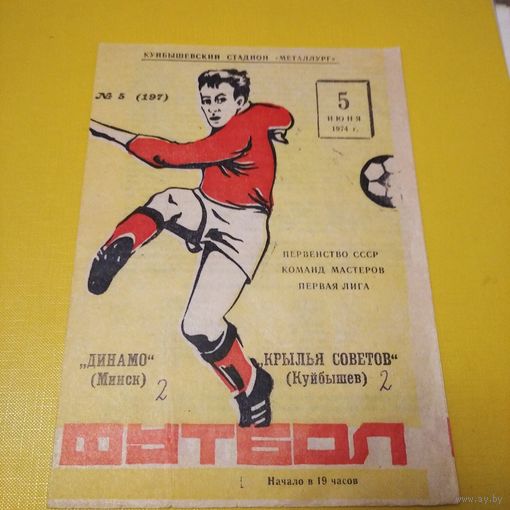 КУЙБЫШЕВСКИЙ СТАДИОН «МЕТАЛЛУРГ»
№ 5 (197)
5
ИЮНЯ
1974 г.
ПЕРВЕНСТВО СССР
КОМАНД МАСТЕРОВ
ПЕРВАЯ ЛИГА
„ДИНАМО“
(Минск) 2
„КРЫЛЬЯ СОВЕТОВ“
(Куйбышев) 2
ФУТБОЛ
Начало в 19 часов
ay.by